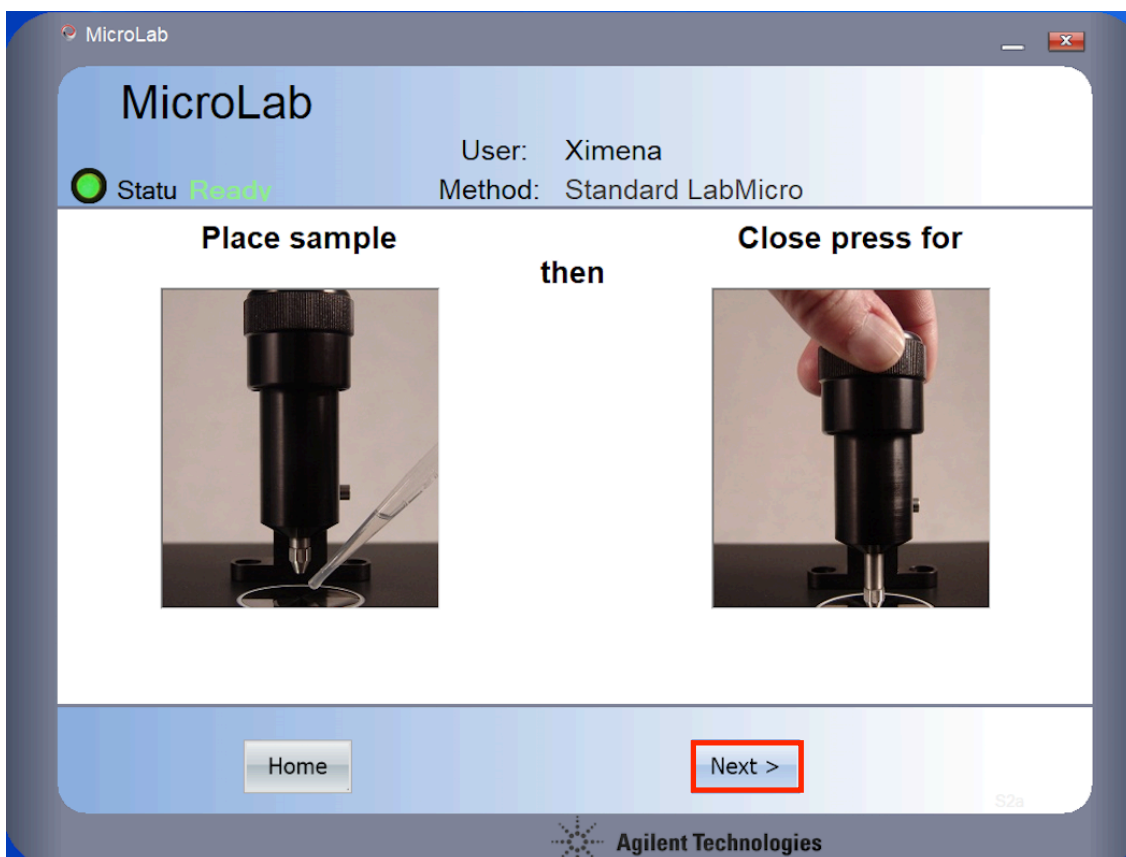 MicroLab
MicroLab
User: Ximena
Statu Ready
Method: Standard LabMicro
Place sample
Close press for
then
Home
Next >
S2a
Agilent Technologies